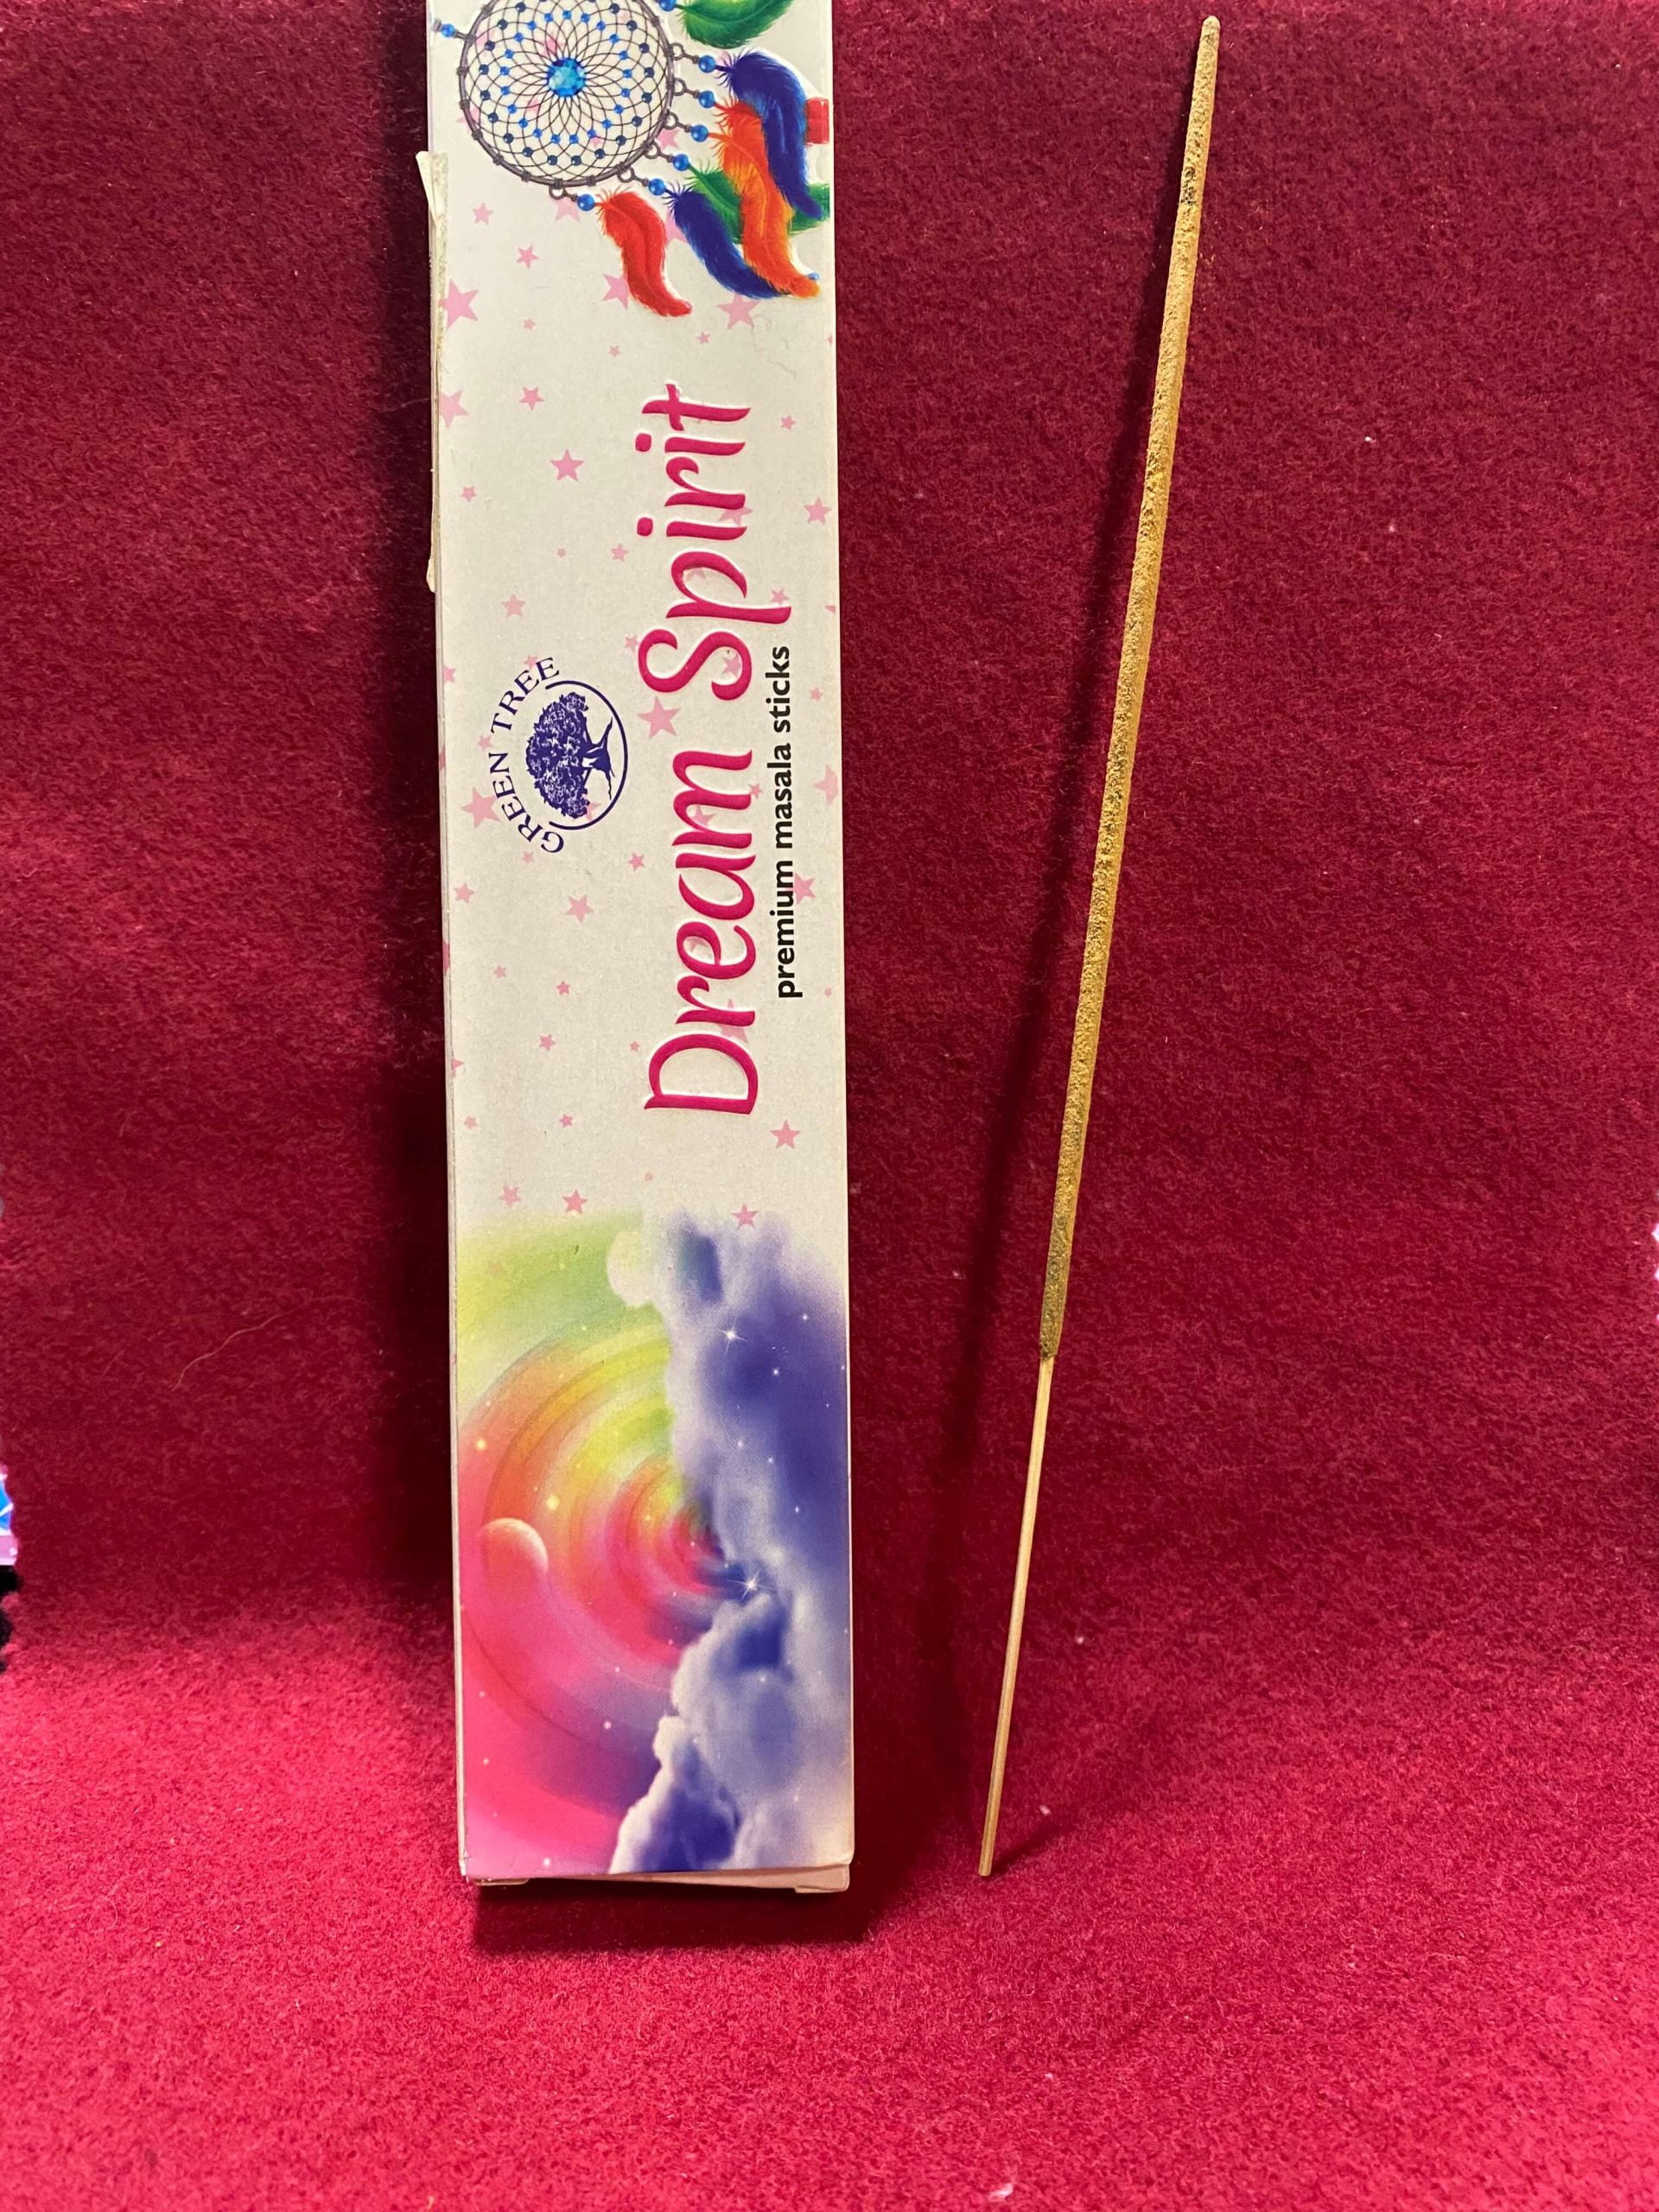 GREEN TREE
Dream Spirit
premium masala sticks